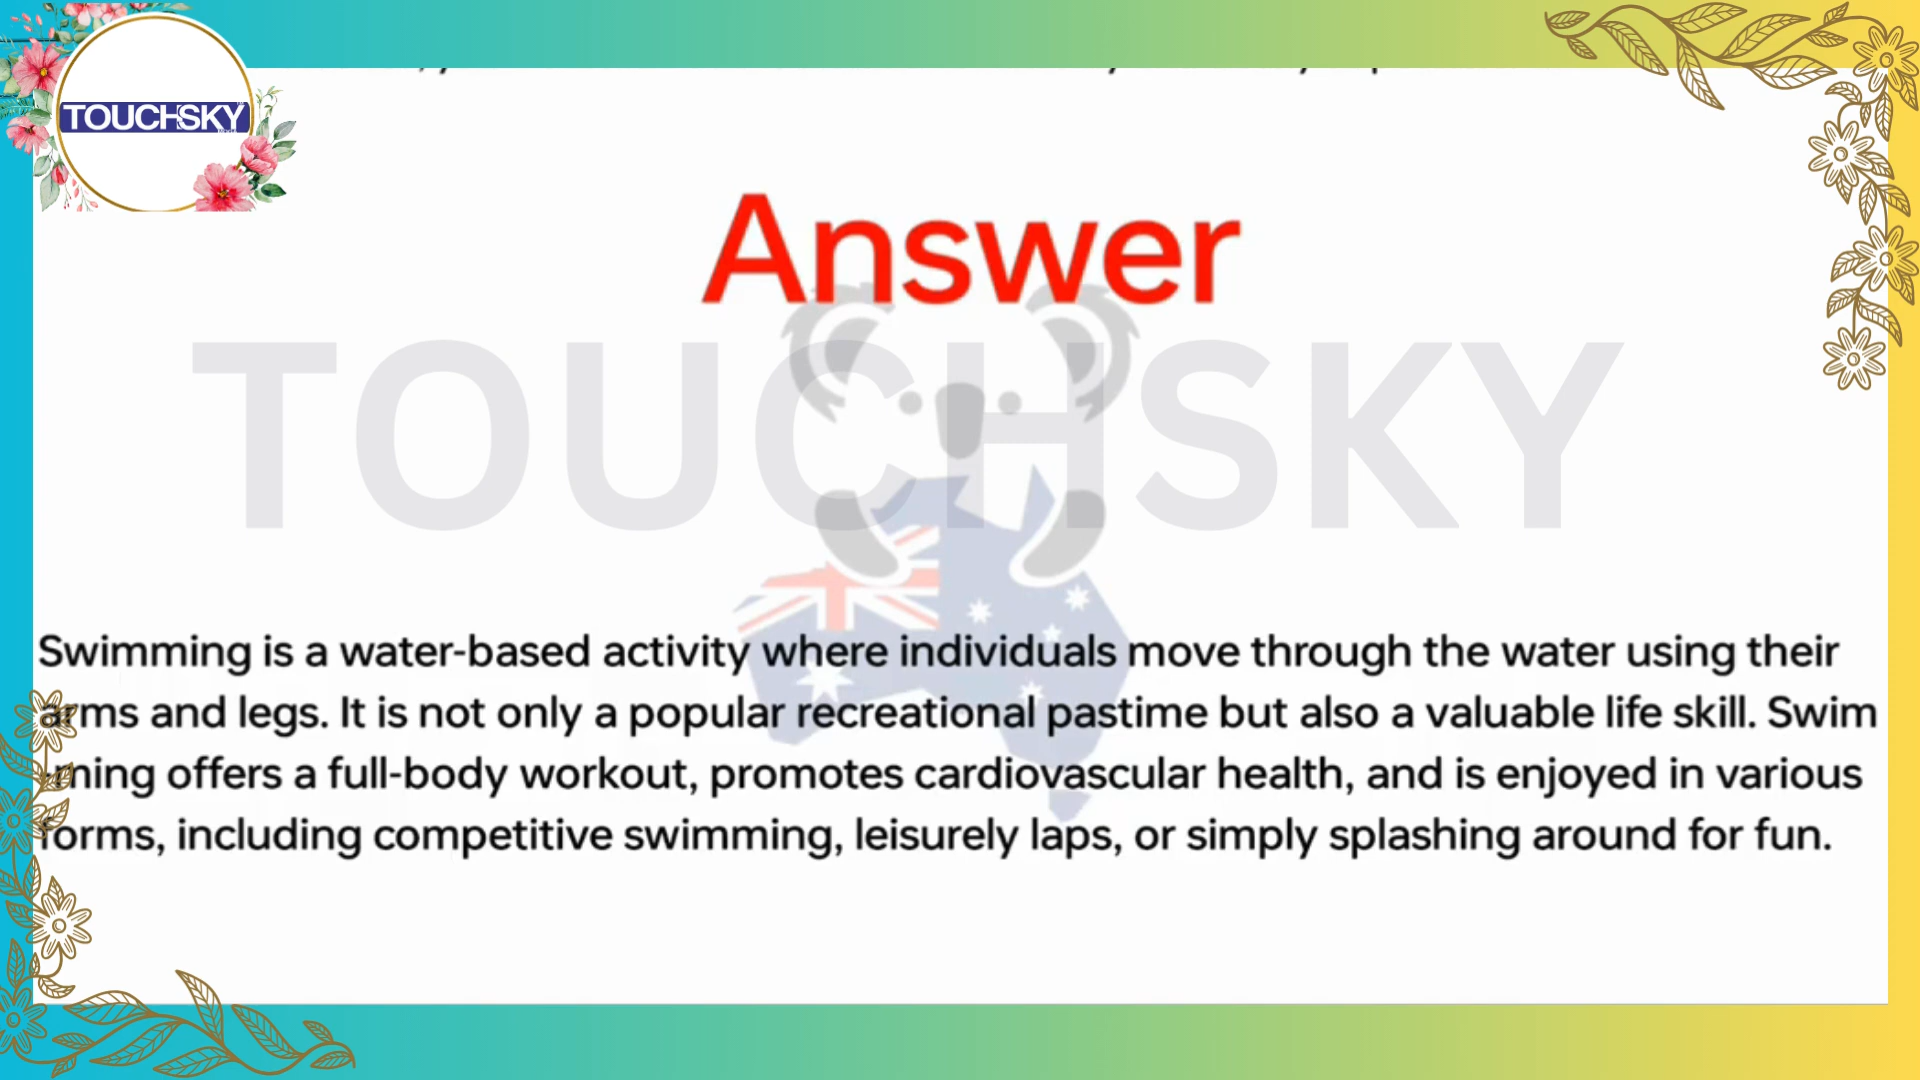 TOUCHSKY
Answer
TOUCHSKY
Swimming is a water-based activity where individuals move through the water using their
arms and legs. It is not only a popular recreational pastime but also a valuable life skill. Swim
-ming offers a full-body workout, promotes cardiovascular health, and is enjoyed in various
forms, including competitive swimming, leisurely laps, or simply splashing around for fun.